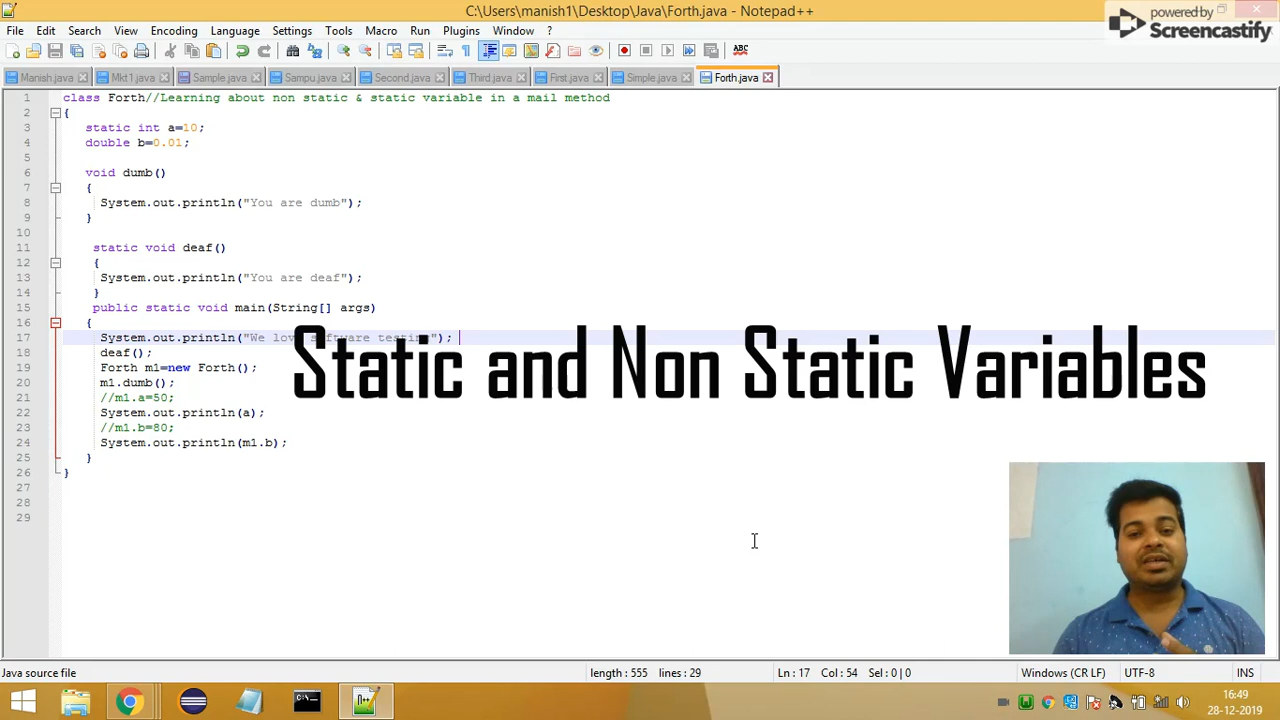 C:\Users\manish1\Desktop\Java\Forth.java - Notepad++
powered by
Screencastify
File Edit Search View Encoding Language Settings Tools Macro Run Plugins Window ?
ABC
Manish.java Mkt1.java Sample.java Sampu.java Second.java Third.java First.java Simple.java Forth.java
1 class Forth//Learning about non static & static variable in a mail method
2 {
3 static int a=10;
4 double b=0.01;
5
6 void dumb()
7 {
8 System.out.println("You are dumb");
9 }
10
11 static void deaf()
12 {
13 System.out.println("You are deaf");
14 }
15 public static void main(String[] args)
16 {
17 System.out.println("We love software testing");
18 deaf();
19 Forth m1=new Forth();
20 m1.dumb();
21 //m1.a=50;
22 System.out.println(a);
23 //m1.b=80;
24 System.out.println(m1.b);
25 }
26 }
27
28
29
Static and Non Static Variables
Java source file length : 555 lines : 29 Ln : 17 Col : 54 Sel : 0 | 0 Windows (CR LF) UTF-8 INS
16:49
28-12-2019